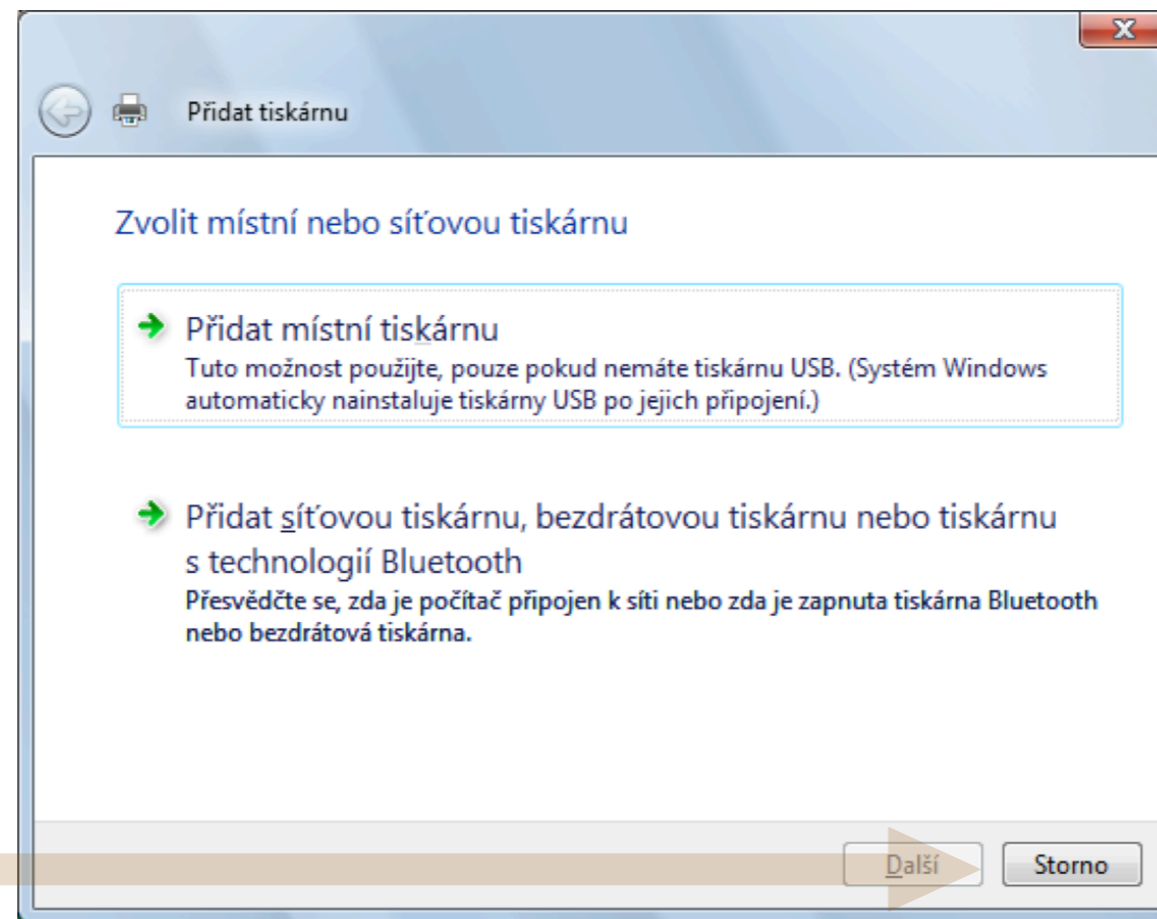 Přidat tiskárnu
Zvolit místní nebo síťovou tiskárnu
Přidat místní tiskárnu
Tuto možnost použijte, pouze pokud nemáte tiskárnu USB. (Systém Windows
automaticky nainstaluje tiskárny USB po jejich připojení.)
Přidat síťovou tiskárnu, bezdrátovou tiskárnu nebo tiskárnu
s technologií Bluetooth
Přesvědčte se, zda je počítač připojen k síti nebo zda je zapnuta tiskárna Bluetooth
nebo bezdrátová tiskárna.
Další
Storno